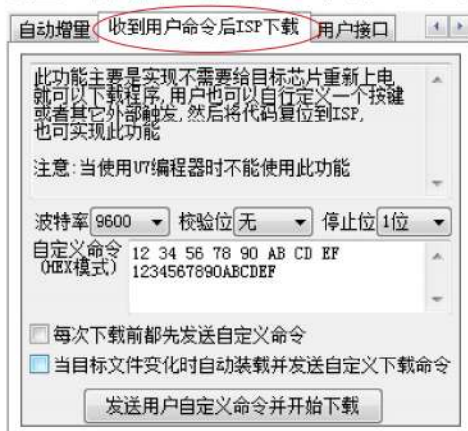 自动增量 收到用户命令后ISP下载 用户接口
此功能主要是实现不需要给目标芯片重新上电,
就可以下载程序,用户也可以自行定义一个按键
或者其它外部触发,然后将代码复位到ISP,
也可实现此功能
注意:当使用U7编程器时不能使用此功能
波特率 9600 校验位 无 停止位 1位
自定义命令 12 34 56 78 90 AB CD EF
(HEX模式) 1234567890ABCDEF
每次下载前都先发送自定义命令
当目标文件变化时自动装载并发送自定义下载命令
发送用户自定义命令并开始下载